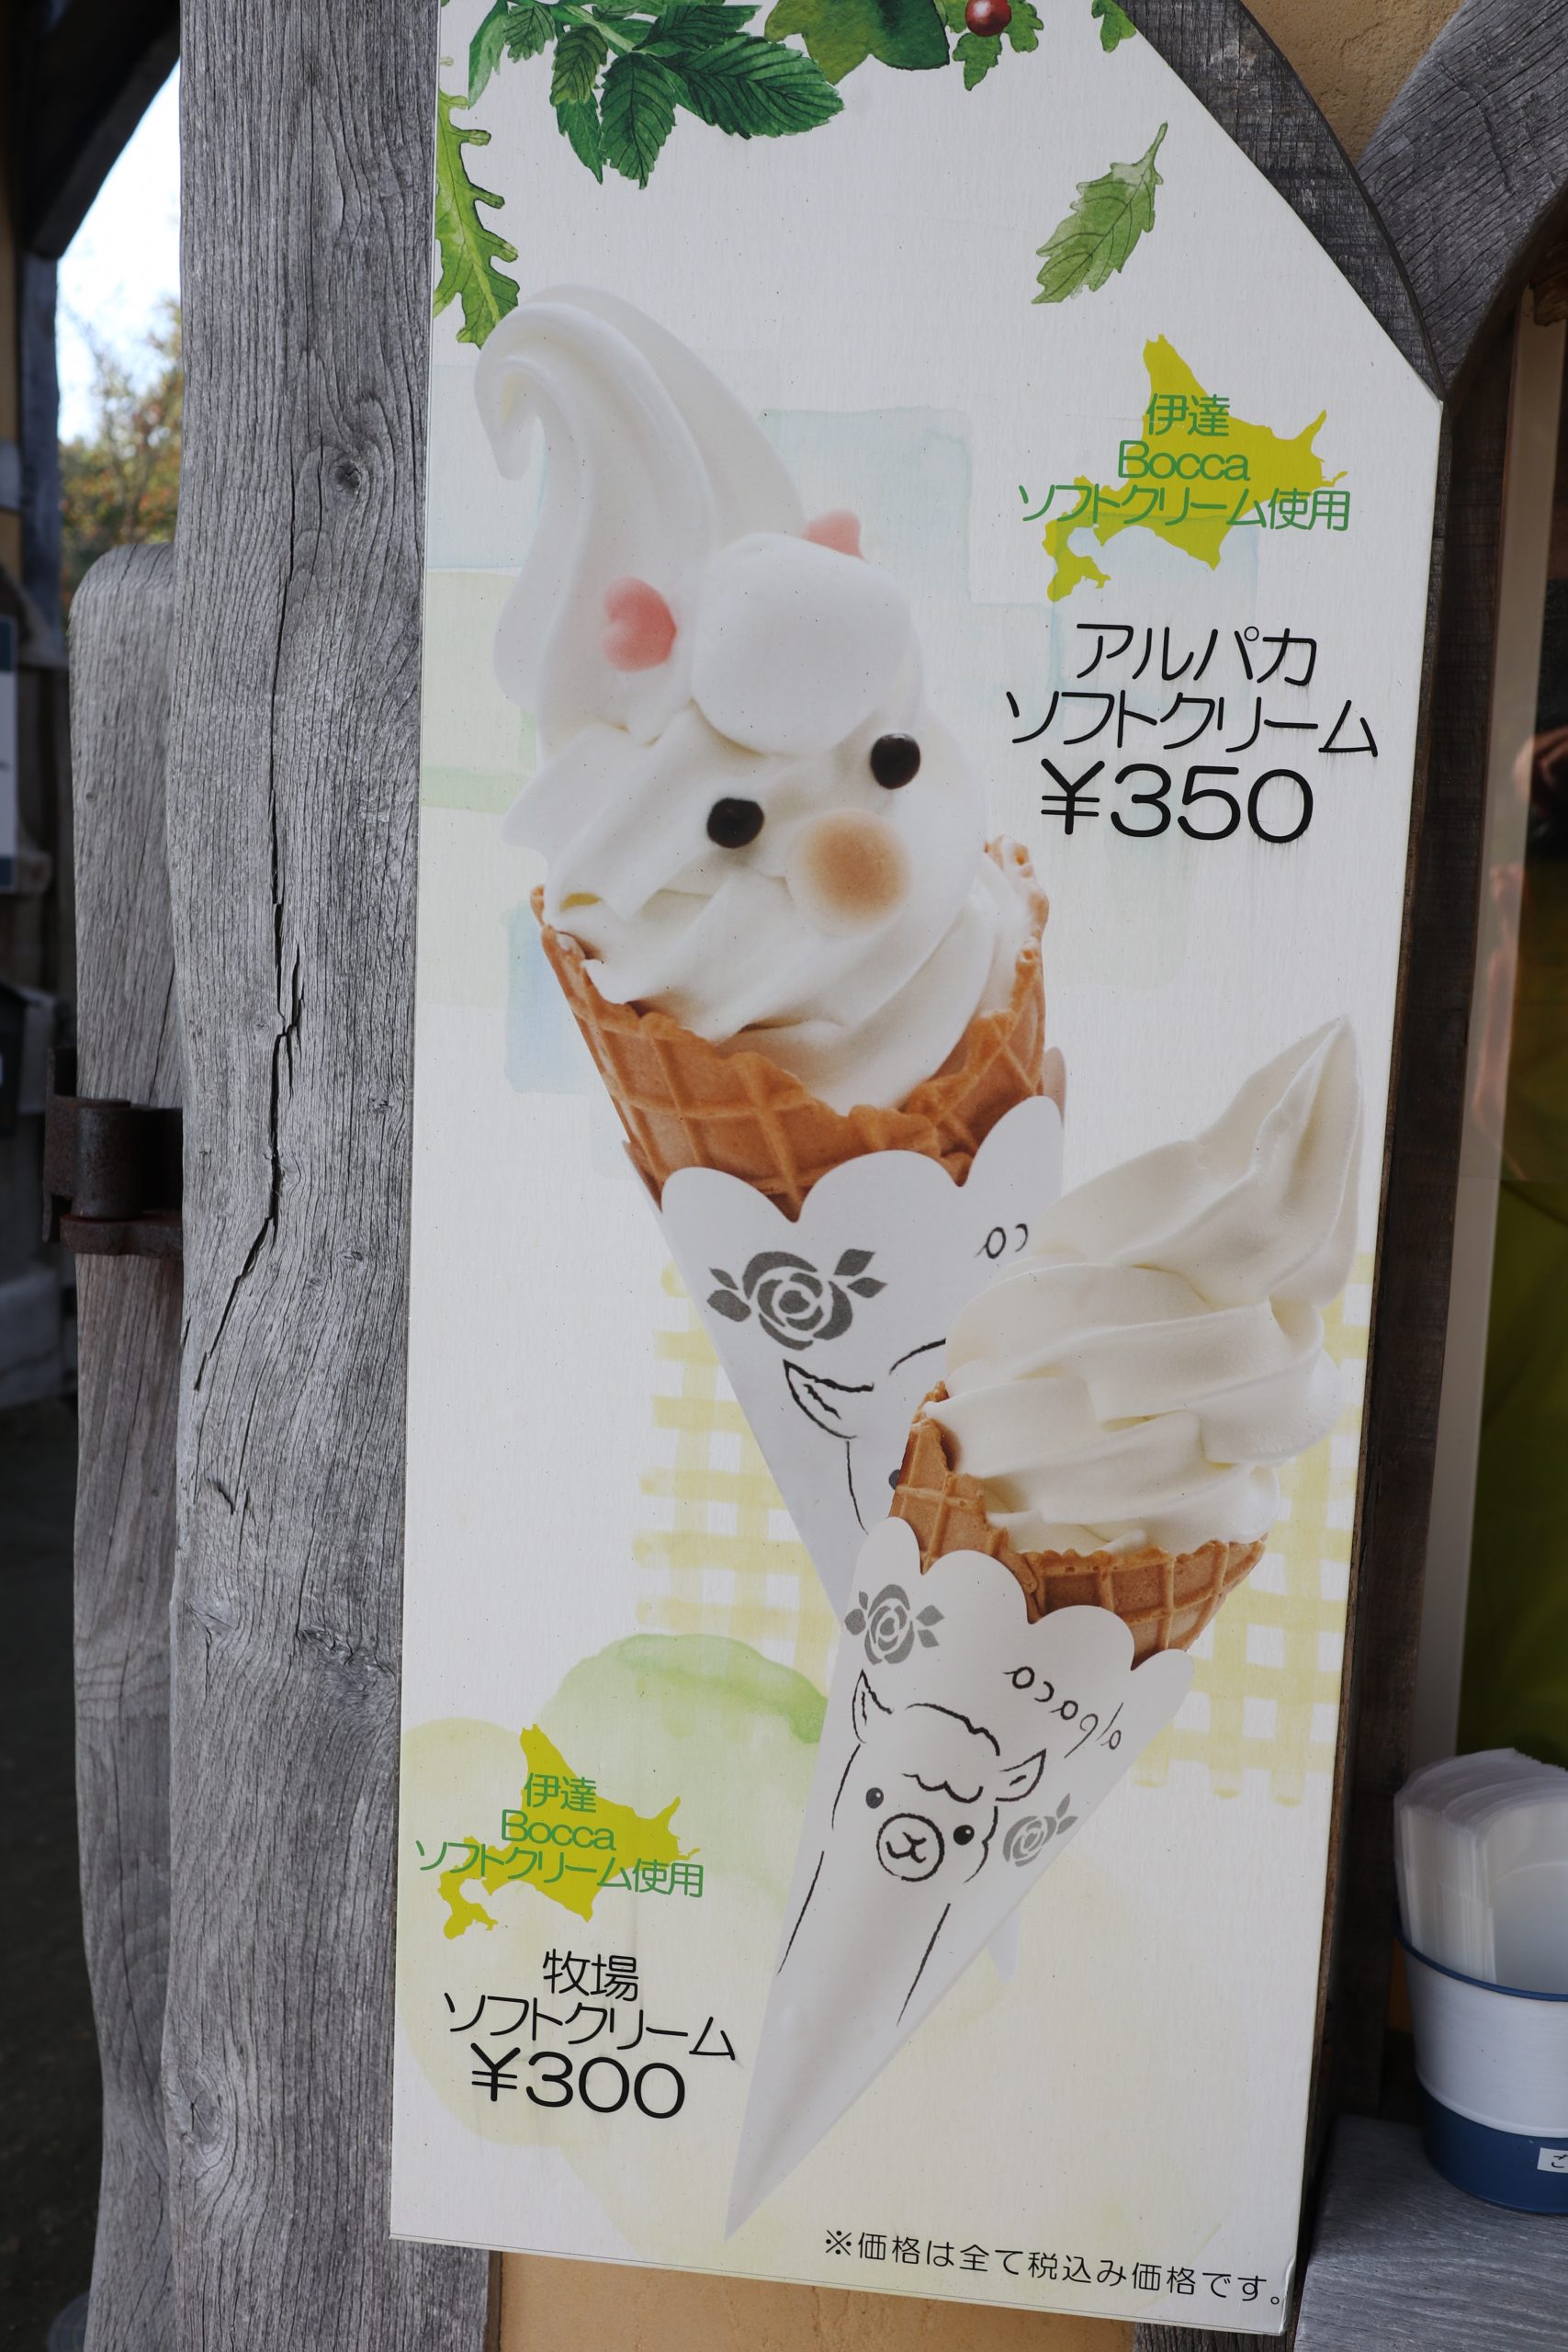 伊達
Bocca
ソフトクリーム使用
アルパカ
ソフトクリーム
¥350
伊達
Bocca
ソフトクリーム使用
牧場
ソフトクリーム
¥300
※価格は全て税込み価格です。